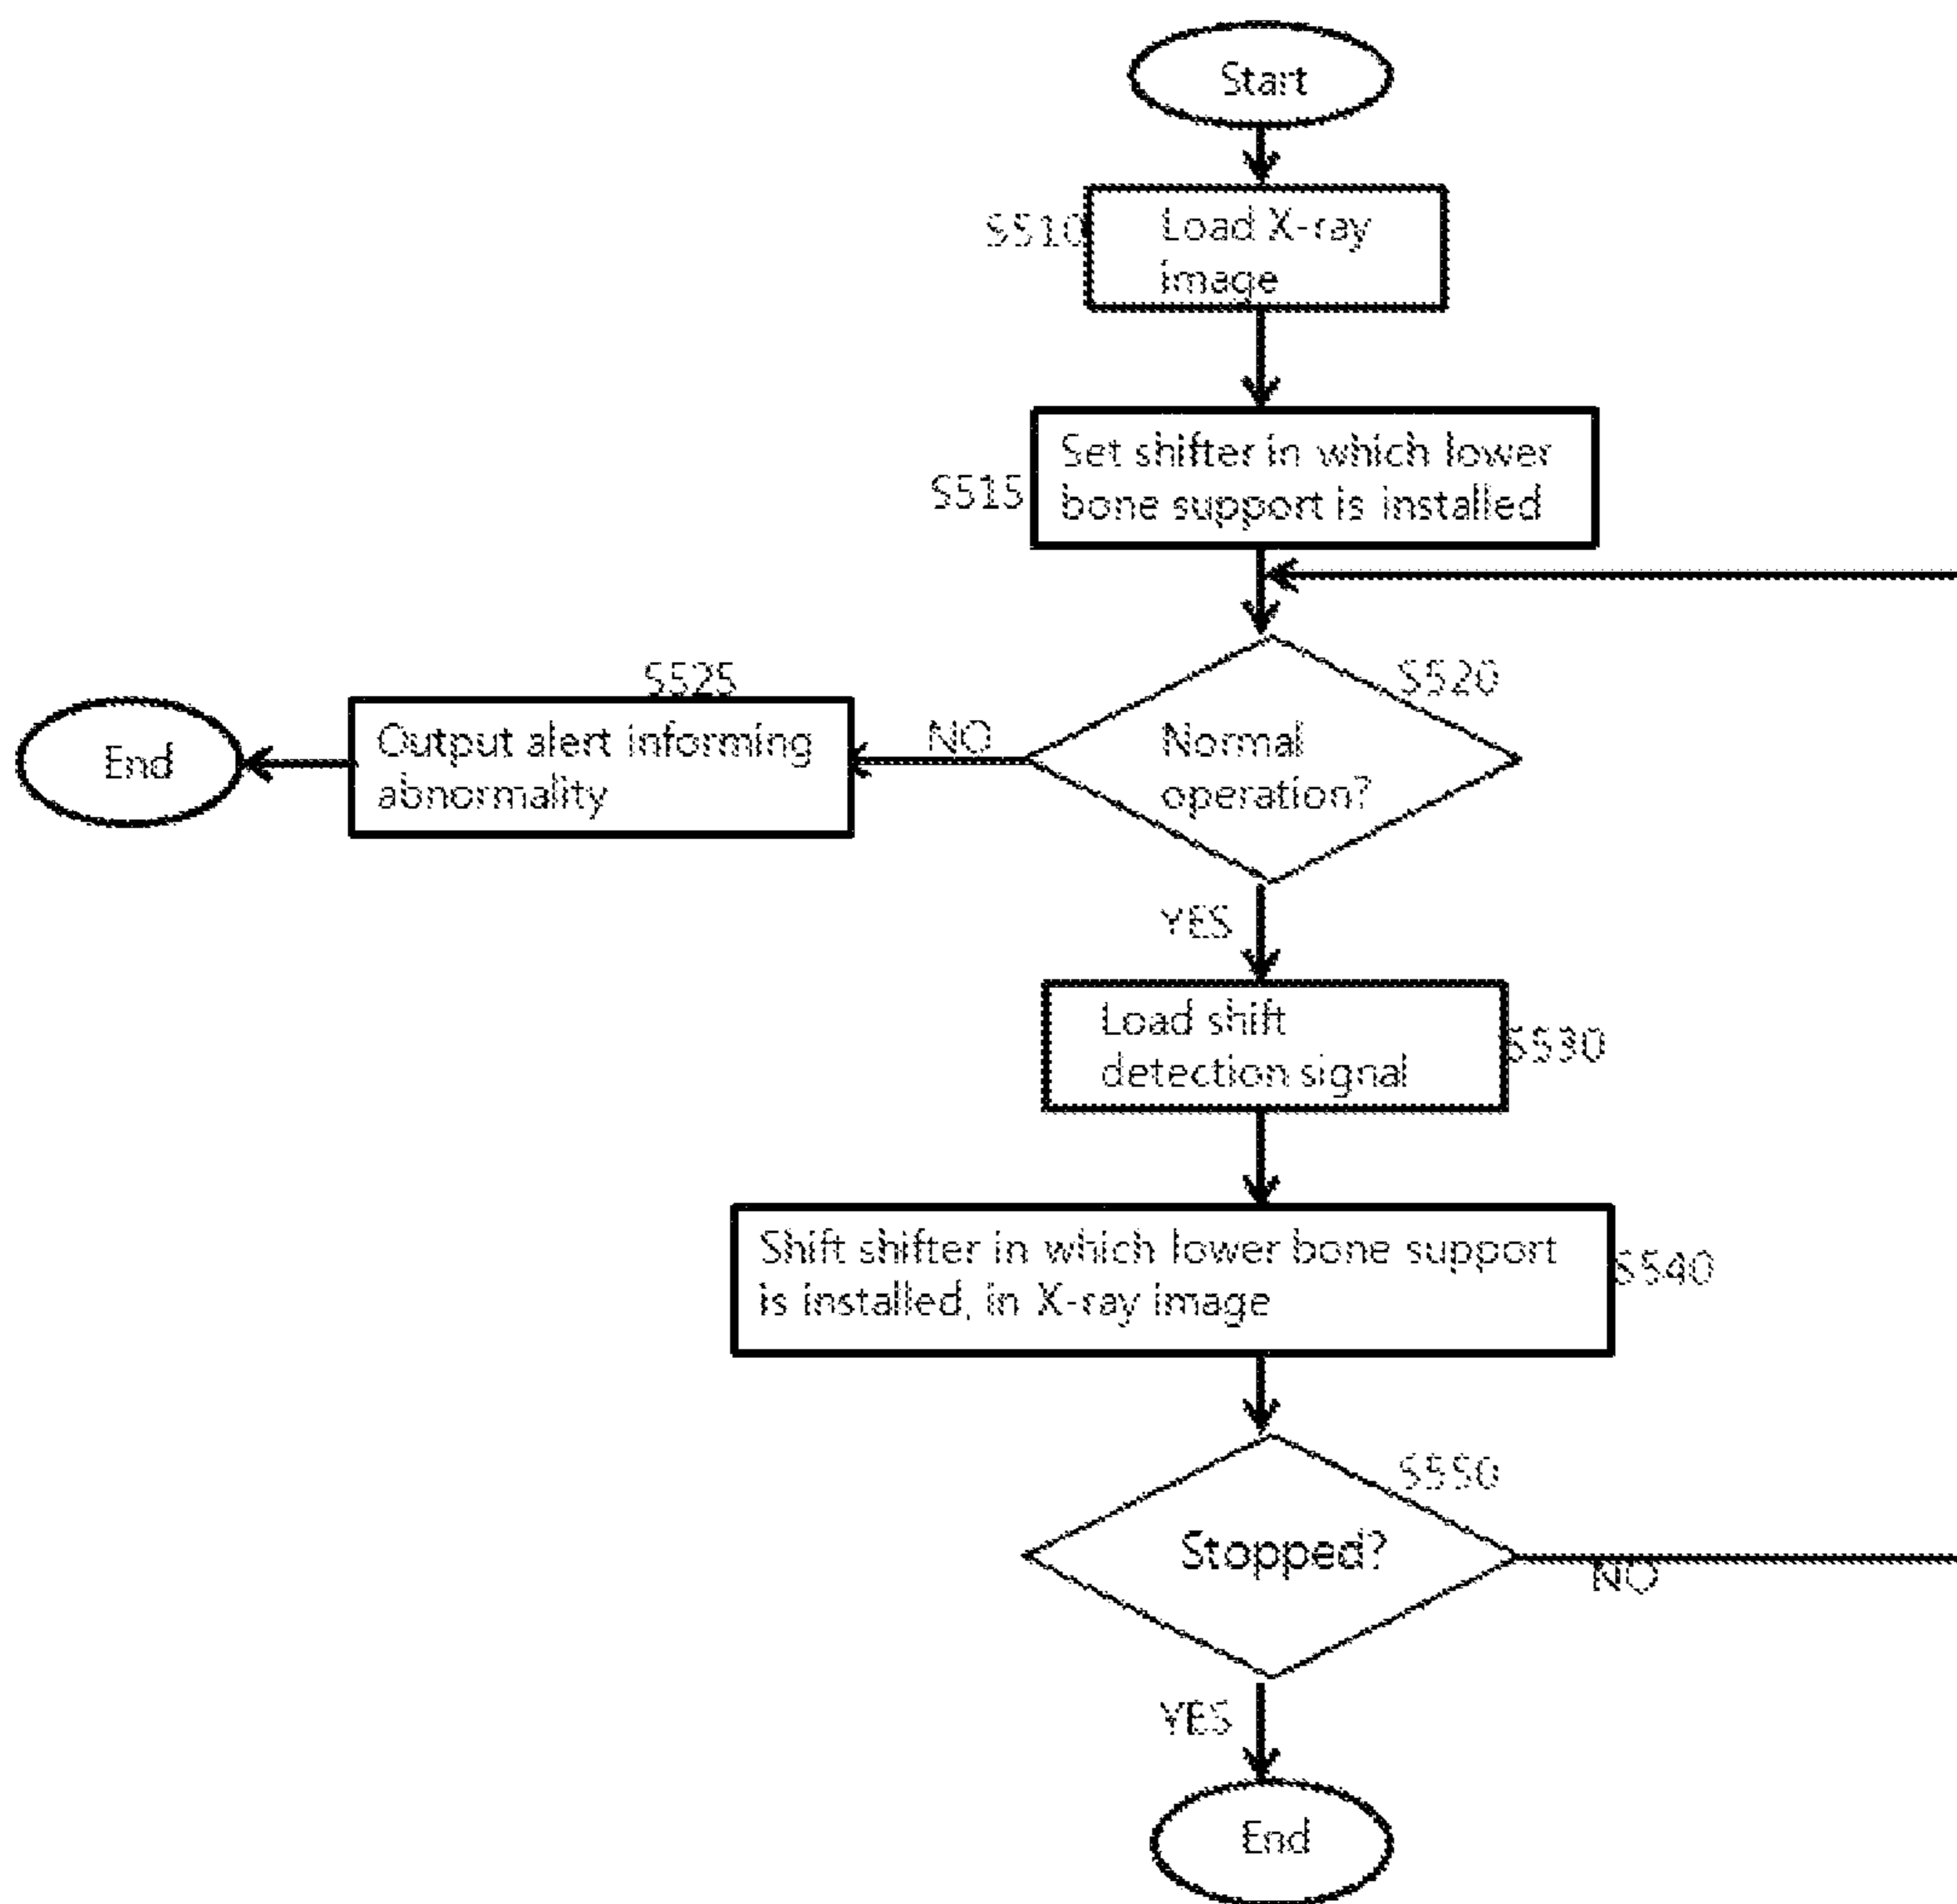 Start
S510
Load X-ray
image
S515
Set shifter in which lower
bone support is installed
S520
Normal
operation?
NO
S525
Output alert informing
abnormality
End
YES
Load shift
detection signal
S530
Shift shifter in which lower bone support
is installed, in X-ray image
S540
S550
Stopped?
NO
YES
End